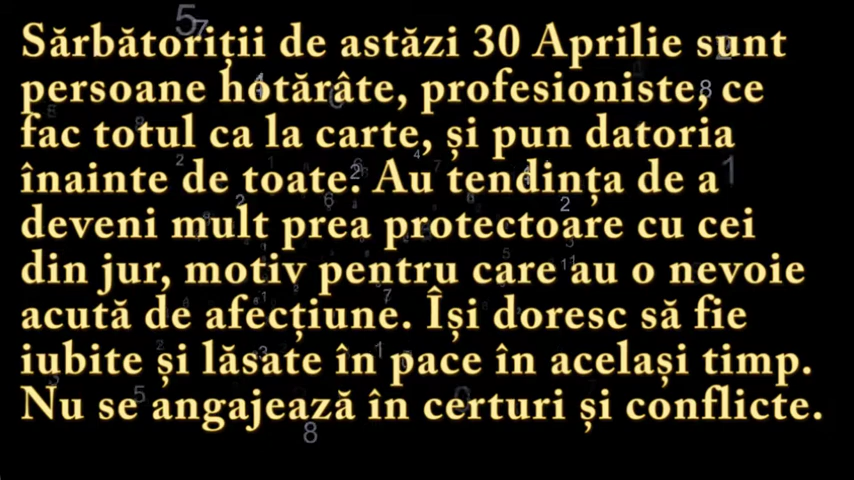 Sărbătoriții de astăzi 30 Aprilie sunt
persoane hotărâte, profesioniste, ce
fac totul ca la carte, și pun datoria
înainte de toate. Au tendința de a
deveni mult prea protectoare cu cei
din jur, motiv pentru care au o nevoie
acută de afecțiune. Își doresc să fie
iubite și lăsate în pace în același timp.
Nu se angajează în certuri și conflicte.